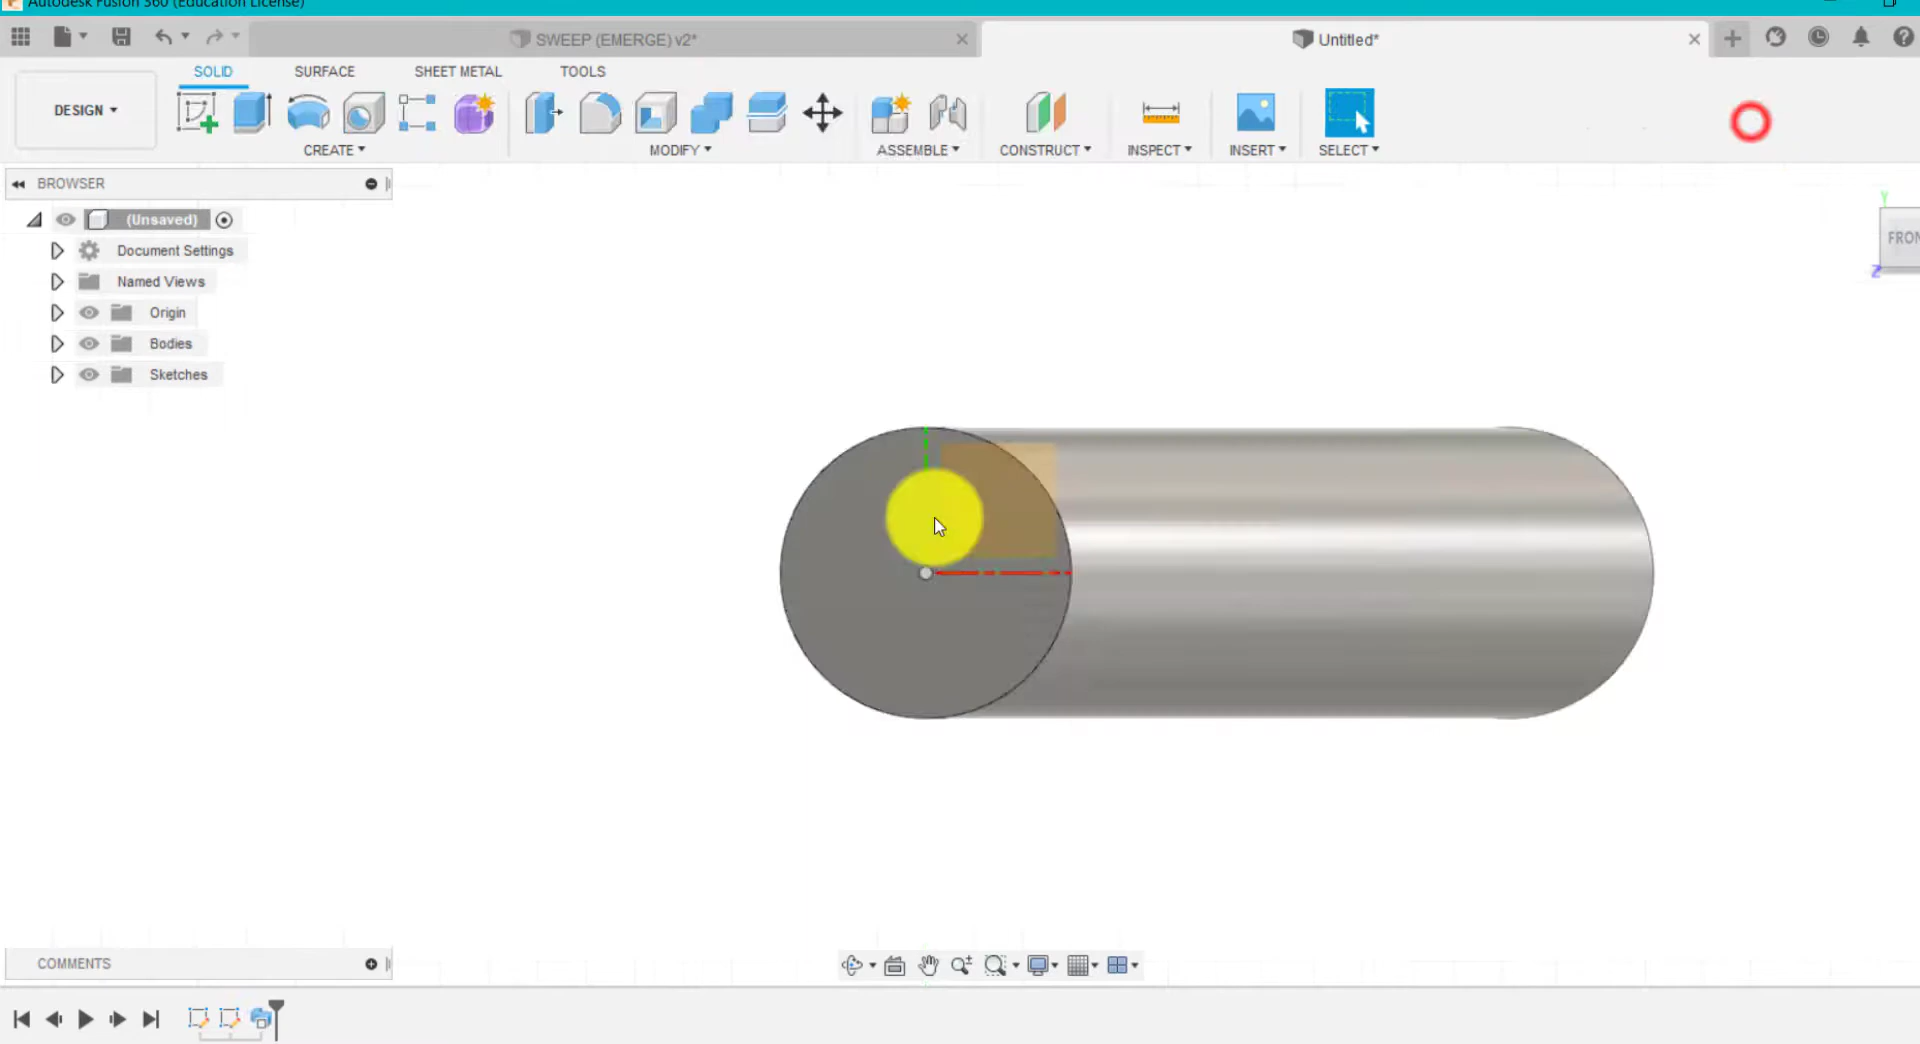 Autodesk Fusion 360 (Education License)
SWEEP (EMERGE) v2*
Untitled*
SOLID
SURFACE
SHEET METAL
TOOLS
DESIGN
CREATE
MODIFY
ASSEMBLE
CONSTRUCT
INSPECT
INSERT
SELECT
BROWSER
(Unsaved)
Document Settings
Named Views
Origin
Bodies
Sketches
Y
FRON
Z
COMMENTS